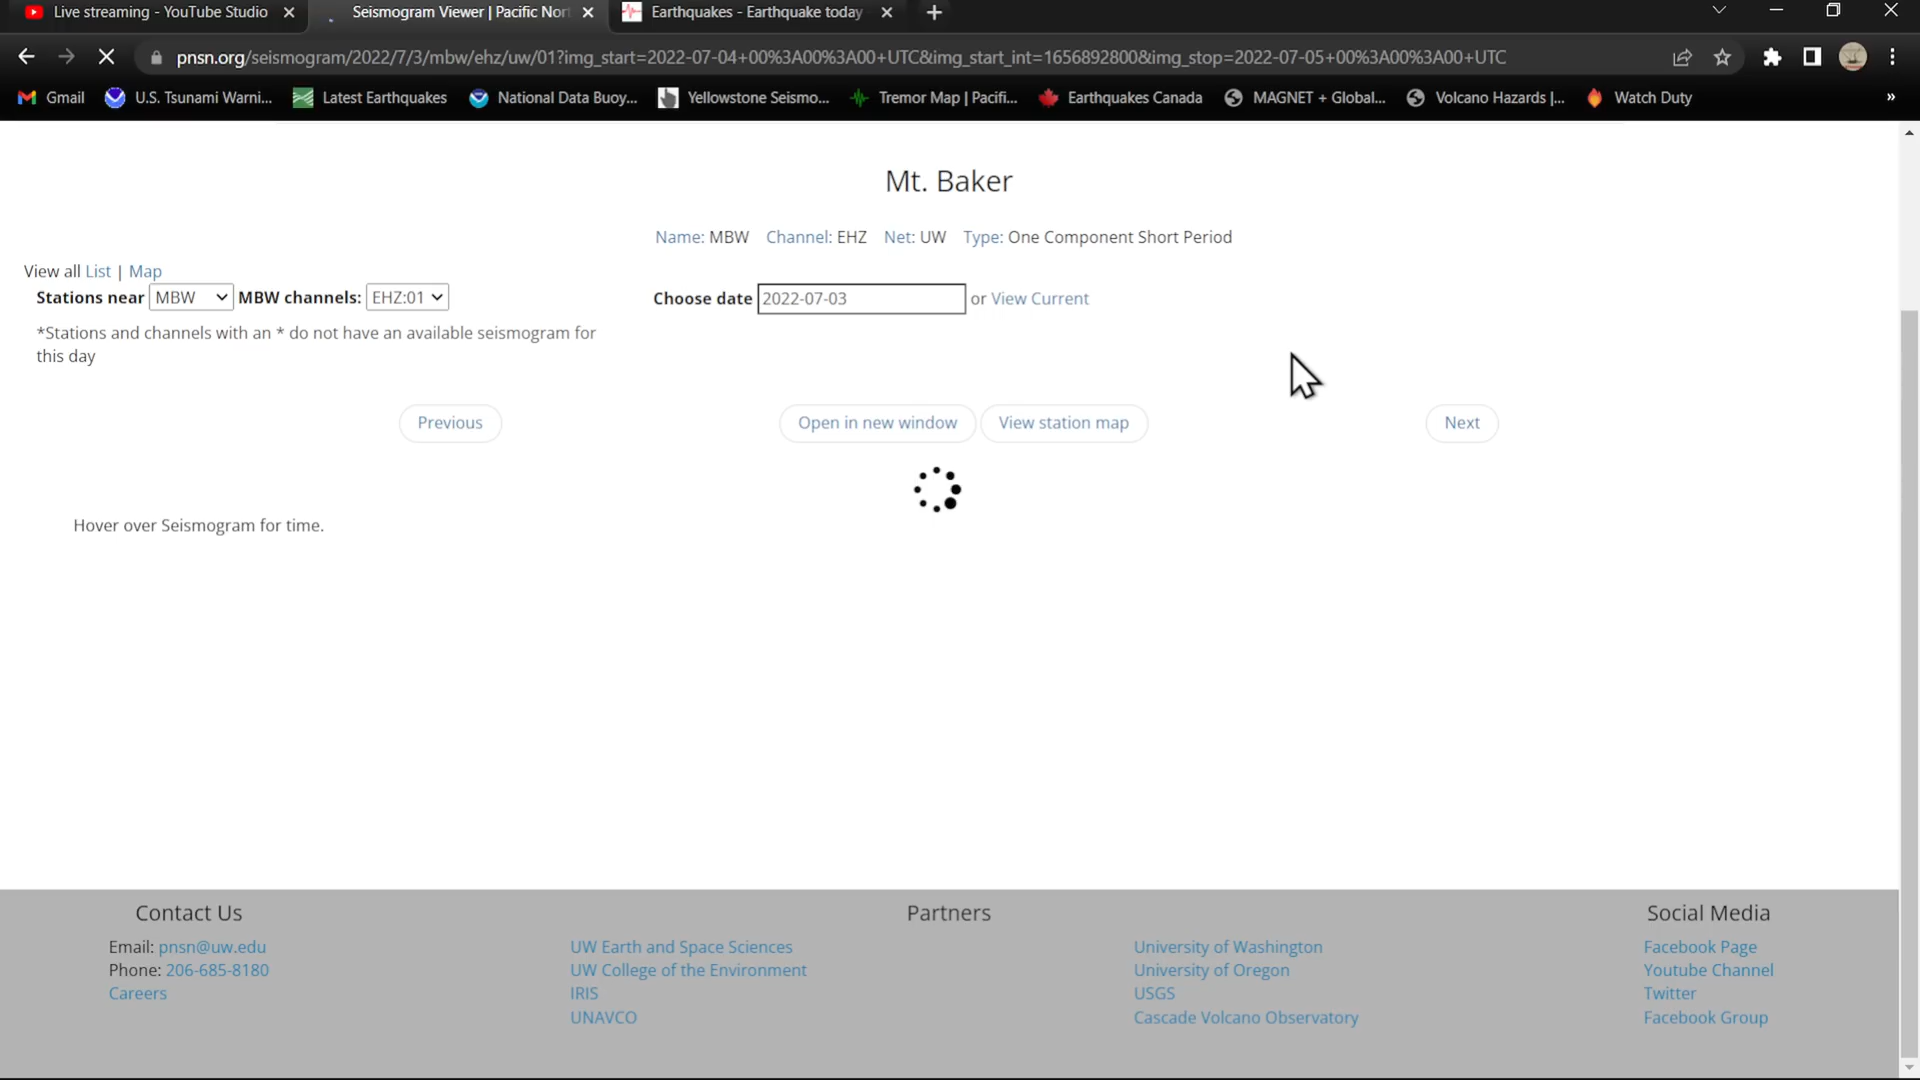 Live streaming - YouTube Studio
Seismogram Viewer | Pacific Nor
Earthquakes - Earthquake today
pnsn.org/seismogram/2022/7/3/mbw/ehz/uw/01?img_start=2022-07-04+00%3A00%3A00+UTC&img_start_int=1656892800&img_stop=2022-07-05+00%3A00%3A00+UTC
Gmail U.S. Tsunami Warni... Latest Earthquakes National Data Buoy... Yellowstone Seismo... Tremor Map | Pacifi... Earthquakes Canada MAGNET + Global... Volcano Hazards |... Watch Duty »
Mt. Baker
Name: MBW Channel: EHZ Net: UW Type: One Component Short Period
View all List | Map
Stations near MBW MBW channels: EHZ:01
Choose date 2022-07-03 or View Current
*Stations and channels with an * do not have an available seismogram for
this day
Previous Open in new window View station map Next
Hover over Seismogram for time.
Contact Us
Email: pnsn@uw.edu
Phone: 206-685-8180
Careers
Partners
UW Earth and Space Sciences
UW College of the Environment
IRIS
UNAVCO
University of Washington
University of Oregon
USGS
Cascade Volcano Observatory
Social Media
Facebook Page
Youtube Channel
Twitter
Facebook Group